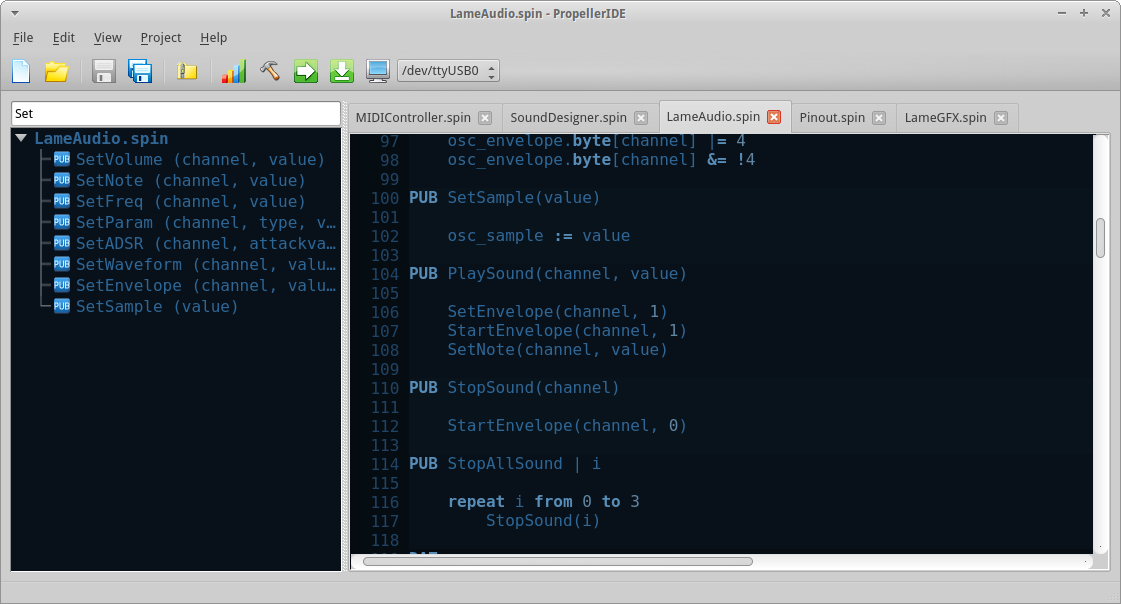 LameAudio.spin - PropellerIDE
File Edit View Project Help
/dev/ttyUSB0
Set
LameAudio.spin
PUB SetVolume (channel, value)
PUB SetNote (channel, value)
PUB SetFreq (channel, value)
PUB SetParam (channel, type, v…
PUB SetADSR (channel, attackva…
PUB SetWaveform (channel, valu…
PUB SetEnvelope (channel, valu…
PUB SetSample (value)
MIDIController.spin SoundDesigner.spin LameAudio.spin Pinout.spin LameGFX.spin
97 osc_envelope.byte[channel] |= 4
98 osc_envelope.byte[channel] &= !4
99
100 PUB SetSample(value)
101
102 osc_sample := value
103
104 PUB PlaySound(channel, value)
105
106 SetEnvelope(channel, 1)
107 StartEnvelope(channel, 1)
108 SetNote(channel, value)
109
110 PUB StopSound(channel)
111
112 StartEnvelope(channel, 0)
113
114 PUB StopAllSound | i
115
116 repeat i from 0 to 3
117 StopSound(i)
118